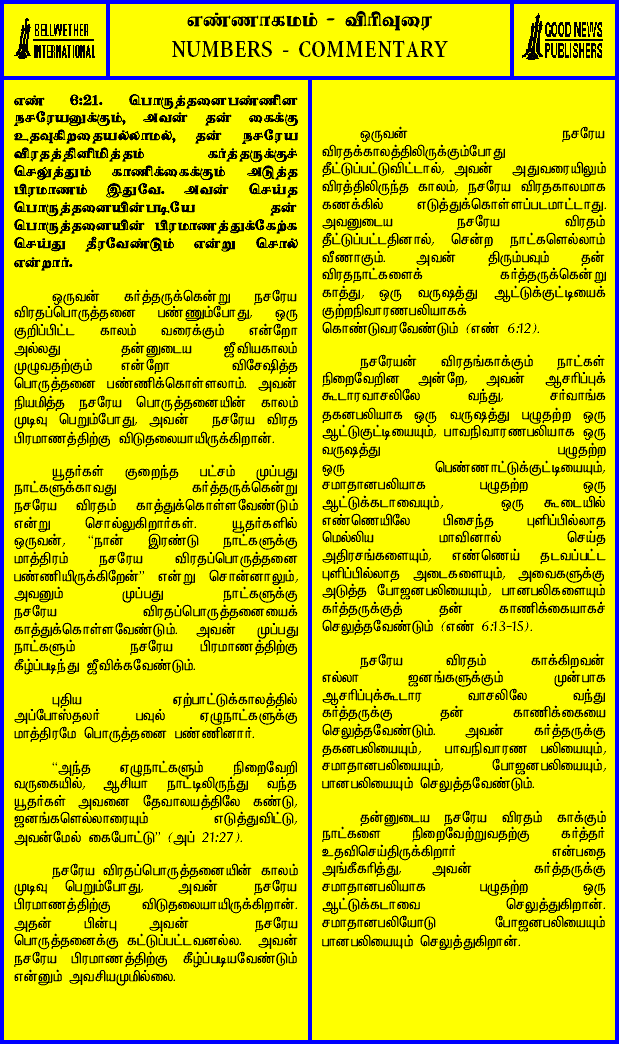 BELLWETHER
INTERNATIONAL
எண்ணாகமம் - விரிவுரை
NUMBERS - COMMENTARY
GOOD NEWS
PUBLISHERS
எண் 6:21. பொருத்தனைபண்ணின
நசரேயனுக்கும், அவன் தன் கைக்கு
உதவுகிறதையல்லாமல், தன் நசரேய
விரதத்தினிமித்தம் கர்த்தருக்குச்
செலுத்தும் காணிக்கைக்கும் அடுத்த
பிரமாணம் இதுவே. அவன் செய்த
பொருத்தனையின்படியே தன்
பொருத்தனையின் பிரமாணத்துக்கேற்க
செய்து தீரவேண்டும் என்று சொல்
என்றார்.
ஒருவன் கர்த்தருக்கென்று நசரேய
விரதப்பொருத்தனை பண்ணும்போது, ஒரு
குறிப்பிட்ட காலம் வரைக்கும் என்றோ
அல்லது தன்னுடைய ஜீவியகாலம்
முழுவதற்கும் என்றோ விசேஷித்த
பொருத்தனை பண்ணிக்கொள்ளலாம். அவன்
நியமித்த நசரேய பொருத்தனையின் காலம்
முடிவு பெறும்போது, அவன் நசரேய விரத
பிரமாணத்திற்கு விடுதலையாயிருக்கிறான்.
யூதர்கள் குறைந்த பட்சம் முப்பது
நாட்களுக்காவது கர்த்தருக்கென்று
நசரேய விரதம் காத்துக்கொள்ளவேண்டும்
என்று சொல்லுகிறார்கள். யூதர்களில்
ஒருவன், “நான் இரண்டு நாட்களுக்கு
மாத்திரம் நசரேய விரதப்பொருத்தனை
பண்ணியிருக்கிறேன்” என்று சொன்னாலும்,
அவனும் முப்பது நாட்களுக்கு
நசரேய விரதப்பொருத்தனையைக்
காத்துக்கொள்ளவேண்டும். அவன் முப்பது
நாட்களும் நசரேய பிரமாணத்திற்கு
கீழ்ப்படிந்து ஜீவிக்கவேண்டும்.
புதிய ஏற்பாட்டுக்காலத்தில்
அப்போஸ்தலர் பவுல் ஏழுநாட்களுக்கு
மாத்திரமே பொருத்தனை பண்ணினார்.
“அந்த ஏழுநாட்களும் நிறைவேறி
வருகையில், ஆசியா நாட்டிலிருந்து வந்த
யூதர்கள் அவனை தேவாலயத்திலே கண்டு,
ஜனங்களெல்லாரையும் எடுத்துவிட்டு,
அவன்மேல் கைபோட்டு” (அப் 21:27).
நசரேய விரதப்பொருத்தனையின் காலம்
முடிவு பெறும்போது, அவன் நசரேய
பிரமாணத்திற்கு விடுதலையாயிருக்கிறான்.
அதன் பின்பு அவன் நசரேய
பொருத்தனைக்கு கட்டுப்பட்டவனல்ல. அவன்
நசரேய பிரமாணத்திற்கு கீழ்ப்படியவேண்டும்
என்னும் அவசியமுமில்லை.
ஒருவன் நசரேய
விரதக்காலத்திலிருக்கும்போது
தீட்டுப்பட்டுவிட்டால், அவன் அதுவரையிலும்
விரத்திலிருந்த காலம், நசரேய விரதகாலமாக
கணக்கில் எடுத்துக்கொள்ளப்படமாட்டாது.
அவனுடைய நசரேய விரதம்
தீட்டுப்பட்டதினால், சென்ற நாட்களெல்லாம்
வீணாகும். அவன் திரும்பவும் தன்
விரதநாட்களைக் கர்த்தருக்கென்று
காத்து, ஒரு வருஷத்து ஆட்டுக்குட்டியைக்
குற்றநிவாரணபலியாகக்
கொண்டுவரவேண்டும் (எண் 6:12).
நசரேயன் விரதங்காக்கும் நாட்கள்
நிறைவேறின அன்றே, அவன் ஆசரிப்புக்
கூடாரவாசலிலே வந்து, சர்வாங்க
தகனபலியாக ஒரு வருஷத்து பழுதற்ற ஒரு
ஆட்டுகுட்டியையும், பாவநிவாரணபலியாக ஒரு
வருஷத்து பழுதற்ற
ஒரு பெண்ணாட்டுக்குட்டியையும்,
சமாதானபலியாக பழுதற்ற ஒரு
ஆட்டுக்கடாவையும், ஒரு கூடையில்
எண்ணெயிலே பிசைந்த புளிப்பில்லாத
மெல்லிய மாவினால் செய்த
அதிரசங்களையும், எண்ணெய் தடவப்பட்ட
புளிப்பில்லாத அடைகளையும், அவைகளுக்கு
அடுத்த போஜனபலியையும், பானபலிகளையும்
கர்த்தருக்குத் தன் காணிக்கையாகச்
செலுத்தவேண்டும் (எண் 6:13-15).
நசரேய விரதம் காக்கிறவன்
எல்லா ஜனங்களுக்கும் முன்பாக
ஆசரிப்புக்கூடார வாசலிலே வந்து
கர்த்தருக்கு தன் காணிக்கையை
செலுத்தவேண்டும். அவன் கர்த்தருக்கு
தகனபலியையும், பாவநிவாரண பலியையும்,
சமாதானபலியையும், போஜனபலியையும்,
பானபலியையும் செலுத்தவேண்டும்.
தன்னுடைய நசரேய விரதம் காக்கும்
நாட்களை நிறைவேற்றுவதற்கு கர்த்தர்
உதவிசெய்திருக்கிறார் என்பதை
அங்கீகரித்து, அவன் கர்த்தருக்கு
சமாதானபலியாக பழுதற்ற ஒரு
ஆட்டுக்கடாவை செலுத்துகிறான்.
சமாதானபலியோடு போஜனபலியையும்
பானபலியையும் செலுத்துகிறான்.